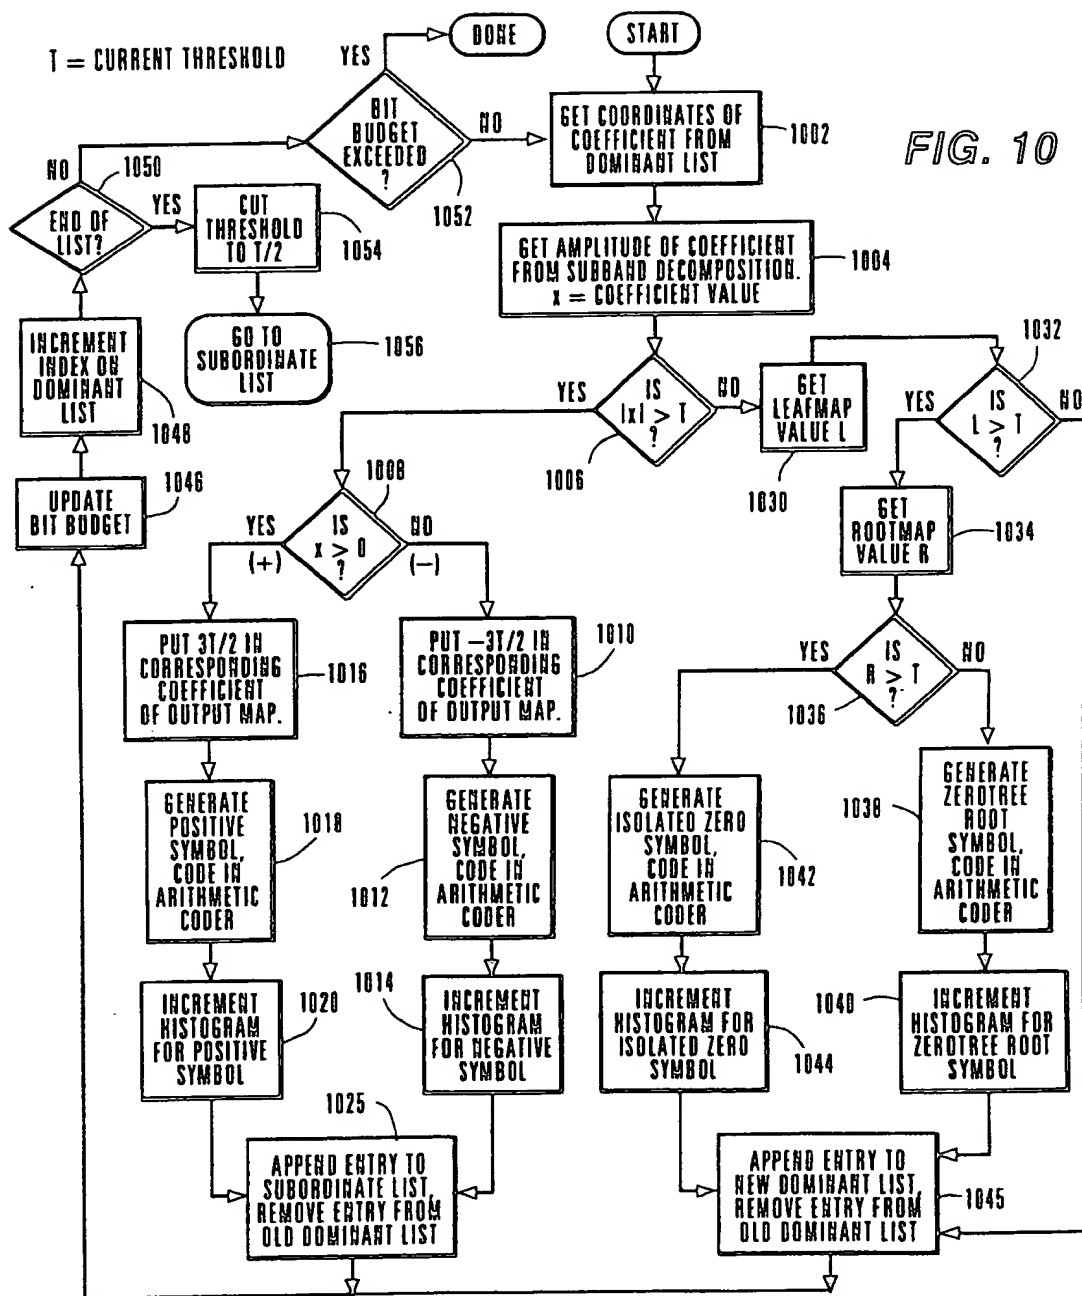 T = CURRENT THRESHOLD
YES
DONE
START
BIT
BUDGET
EXCEEDED
?
NO
1052
GET COORDINATES OF
COEFFICIENT FROM
DOMINANT LIST
1002
FIG. 10
NO
1050
END OF
LIST?
YES
CUT
THRESHOLD
TO T/2
1054
GET AMPLITUDE OF COEFFICIENT
FROM SUBBAND DECOMPOSITION.
x = COEFFICIENT VALUE
1004
GO TO
SUBORDINATE
LIST
1056
INCREMENT
INDEX ON
DOMINANT
LIST
1048
YES
IS
|x| > T
?
NO
1006
GET
LEAFMAP
VALUE L
1030
1032
YES
IS
L > T
?
NO
UPDATE
BIT BUDGET
1046
1008
YES
(+)
IS
x > 0
?
NO
(−)
GET
ROOTMAP
VALUE R
1034
PUT 3T/2 IN
CORRESPONDING
COEFFICIENT
OF OUTPUT MAP.
1016
PUT −3T/2 IN
CORRESPONDING
COEFFICIENT
OF OUTPUT MAP.
1010
YES
IS
R > T
?
NO
1036
GENERATE
POSITIVE
SYMBOL,
CODE IN
ARITHMETIC
CODER
1018
GENERATE
NEGATIVE
SYMBOL,
CODE IN
ARITHMETIC
CODER
1012
GENERATE
ISOLATED ZERO
SYMBOL,
CODE IN
ARITHMETIC
CODER
1042
GENERATE
ZEROTREE
ROOT
SYMBOL,
CODE IN
ARITHMETIC
CODER
1038
INCREMENT
HISTOGRAM
FOR POSITIVE
SYMBOL
1020
INCREMENT
HISTOGRAM
FOR NEGATIVE
SYMBOL
1014
INCREMENT
HISTOGRAM FOR
ISOLATED ZERO
SYMBOL
1044
INCREMENT
HISTOGRAM FOR
ZEROTREE ROOT
SYMBOL
1040
1025
APPEND ENTRY TO
SUBORDINATE LIST,
REMOVE ENTRY FROM
OLD DOMINANT LIST
APPEND ENTRY TO
NEW DOMINANT LIST,
REMOVE ENTRY FROM
OLD DOMINANT LIST
1045